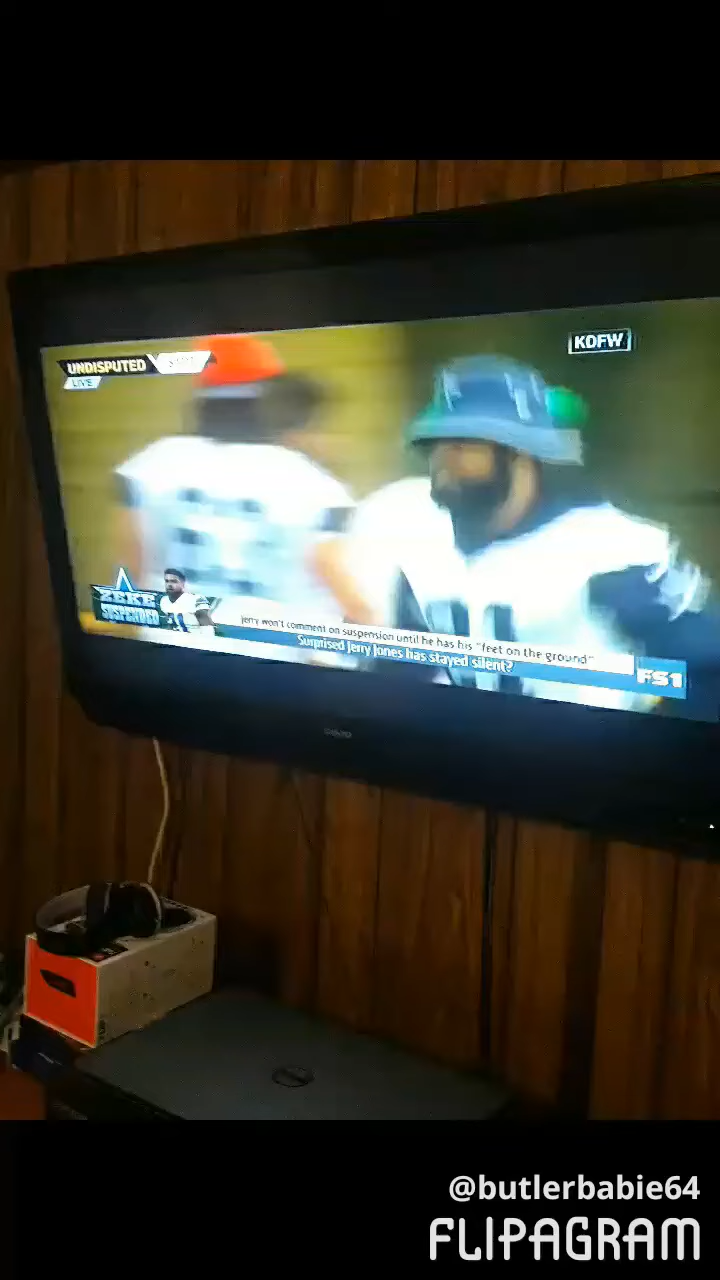 KDFW
UNDISPUTED
LIVE
ZEKE
SUSPENDED
Jerry won't comment on suspension until he has his "feet on the ground"
Surprised Jerry Jones has stayed silent?
FS1
@butlerbabie64
FLIPAGRAM